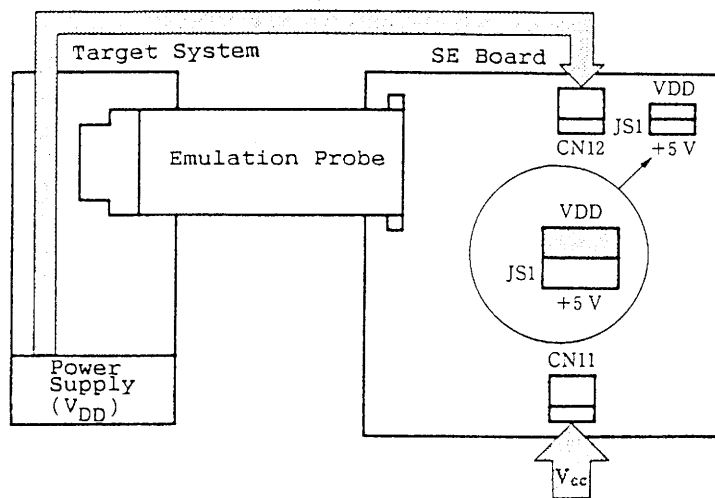 Target System
SE Board
VDD
JS1
CN12
+5 V
Emulation Probe
VDD
JS1
+5 V
Power
Supply
(VDD)
CN11
Vcc